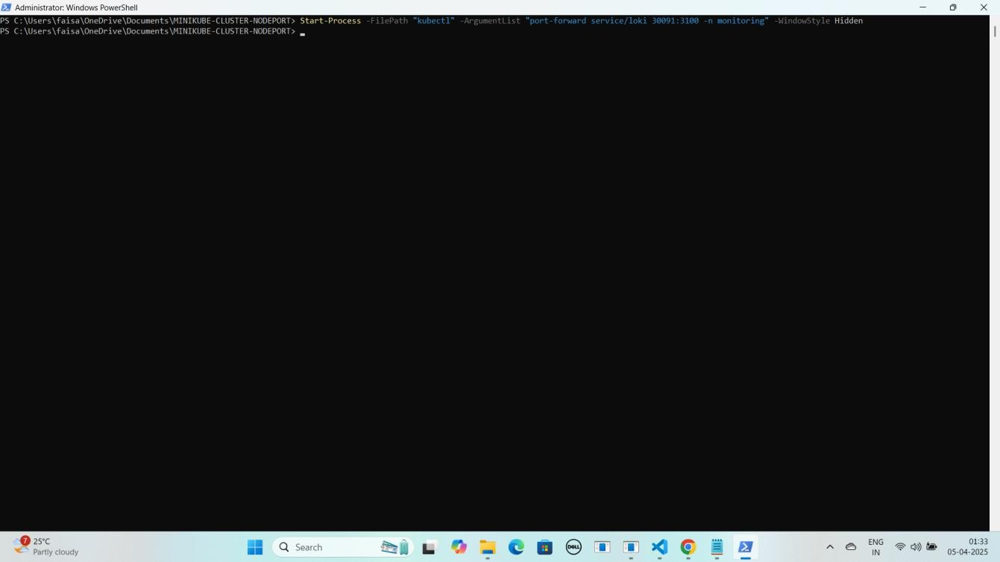 Administrator: Windows PowerShell
PS C:\Users\faisa\OneDrive\Documents\MINIKUBE-CLUSTER-NODEPORT> Start-Process -FilePath "kubectl" -ArgumentList "port-forward service/loki 30091:3100 -n monitoring" -WindowStyle Hidden
PS C:\Users\faisa\OneDrive\Documents\MINIKUBE-CLUSTER-NODEPORT>
7
25°C
Partly cloudy
Search
DELL
ENG
IN
01:33
05-04-2025